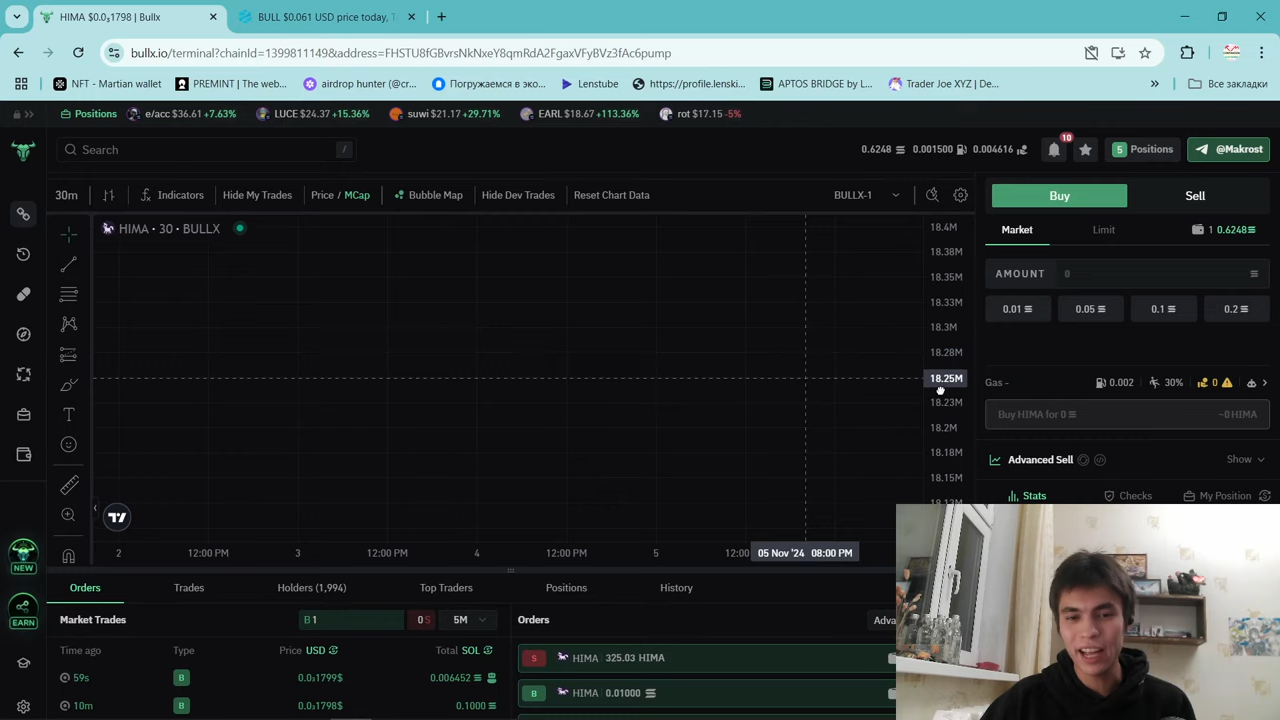 HIMA $0.0₃1798 | Bullx
BULL $0.061 USD price today, T
bullx.io/terminal?chainId=1399811149&address=FHSTU8fGBvrsNkNxeY8qmRdA2FgaxVFyBVz3fAc6pump
NFT - Martian wallet
PREMINT | The web...
airdrop hunter (@cr...
Погружаемся в эко...
Lenstube
https://profile.lenski...
APTOS BRIDGE by L...
Trader Joe XYZ | De...
Все закладки
Positions
e/acc $36.61 +7.63%
LUCE $24.37 +15.36%
suwi $21.17 +29.71%
EARL $18.67 +113.36%
rot $17.15 -5%
Search /
0.6248 0.001500 0.004616
10
5 Positions
@Makrost
30m Indicators Hide My Trades Price / MCap Bubble Map Hide Dev Trades Reset Chart Data BULLX-1
Buy Sell
HIMA • 30 • BULLX
18.4M
18.38M
18.35M
18.33M
18.3M
18.28M
18.25M
18.23M
18.2M
18.18M
18.15M
Market Limit 1 0.6248
AMOUNT 0
0.01 0.05 0.1 0.2
Gas - 0.002 30% 0
Buy HIMA for 0 ~0 HIMA
Advanced Sell Show
Stats Checks My Position
2 12:00 PM 3 12:00 PM 4 12:00 PM 5 12:00 05 Nov '24 08:00 PM
NEW
EARN
Orders Trades Holders (1,994) Top Traders Positions History
Market Trades B 1 0 S 5M
Orders Adva
Time ago Type Price USD Total SOL
59s B 0.0₃1799$ 0.006452
10m B 0.0₃1798$ 0.1000
S HIMA 325.03 HIMA
B HIMA 0.01000